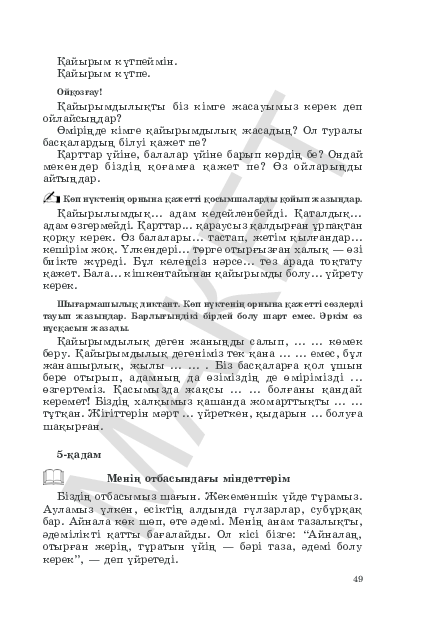 Қайырым күтпеймін.
Қайырым күтпе.
Ойқозғау!
Қайырымдылықты біз кімге жасауымыз керек деп
ойлайсыңдар?
Өміріңде кімге қайырымдылық жасадың? Ол туралы
басқалардың білуі қажет пе?
Қарттар үйіне, балалар үйіне барып көрдің бе? Ондай
мекендер біздің қоғамға қажет пе? Өз ойларыңды
айтыңдар.
Көп нүктенің орнына қажетті қосымшаларды қойып жазыңдар.
Қайырылымдық... адам кедейленбейді. Қаталдық...
адам өзгермейді. Қарттар... қараусыз қалдырған ұрпақтан
қорқу керек. Өз балалары... тастап, жетім қылғандар...
кешірім жоқ. Үлкендері... төрге отырғызған халық — өзі
биікте жүреді. Бұл келеңсіз нәрсе... тез арада тоқтату
қажет. Бала... кішкентайынан қайырымды болу... үйрету
керек.
Шығармашылық диктант. Көп нүктенің орнына қажетті сөздерді
тауып жазыңдар. Барлығыңдікі бірдей болу шарт емес. Әркім өз
нұсқасын жазады.
Қайырымдылық деген жаныңды салып, ... ... көмек
беру. Қайырымдылық дегеніміз тек қана ... ... емес, бұл
жанашырлық, жылы ... ... . Біз басқаларға қол ұшын
бере отырып, адамның да өзіміздің де өмірімізді ...
өзгертеміз. Қасымызда жақсы ... ... болғаны қандай
керемет! Біздің халқымыз қашанда жомарттықты ... ...
тұтқан. Жігіттерін мәрт ... үйреткен, қыдарын ... болуға
шақырған.
5-қадам
Менің отбасындағы міндеттерім
Біздің отбасымыз шағын. Жекеменшік үйде тұрамыз.
Ауламыз үлкен, есіктің алдында гүлзарлар, субұрқақ
бар. Айнала көк шөп, өте әдемі. Менің анам тазалықты,
әдемілікті қатты бағалайды. Ол кісі бізге: “Айналаң,
отырған жерің, тұратын үйің — бәрі таза, әдемі болу
керек”, — деп үйретеді.
49
МАКЕТ